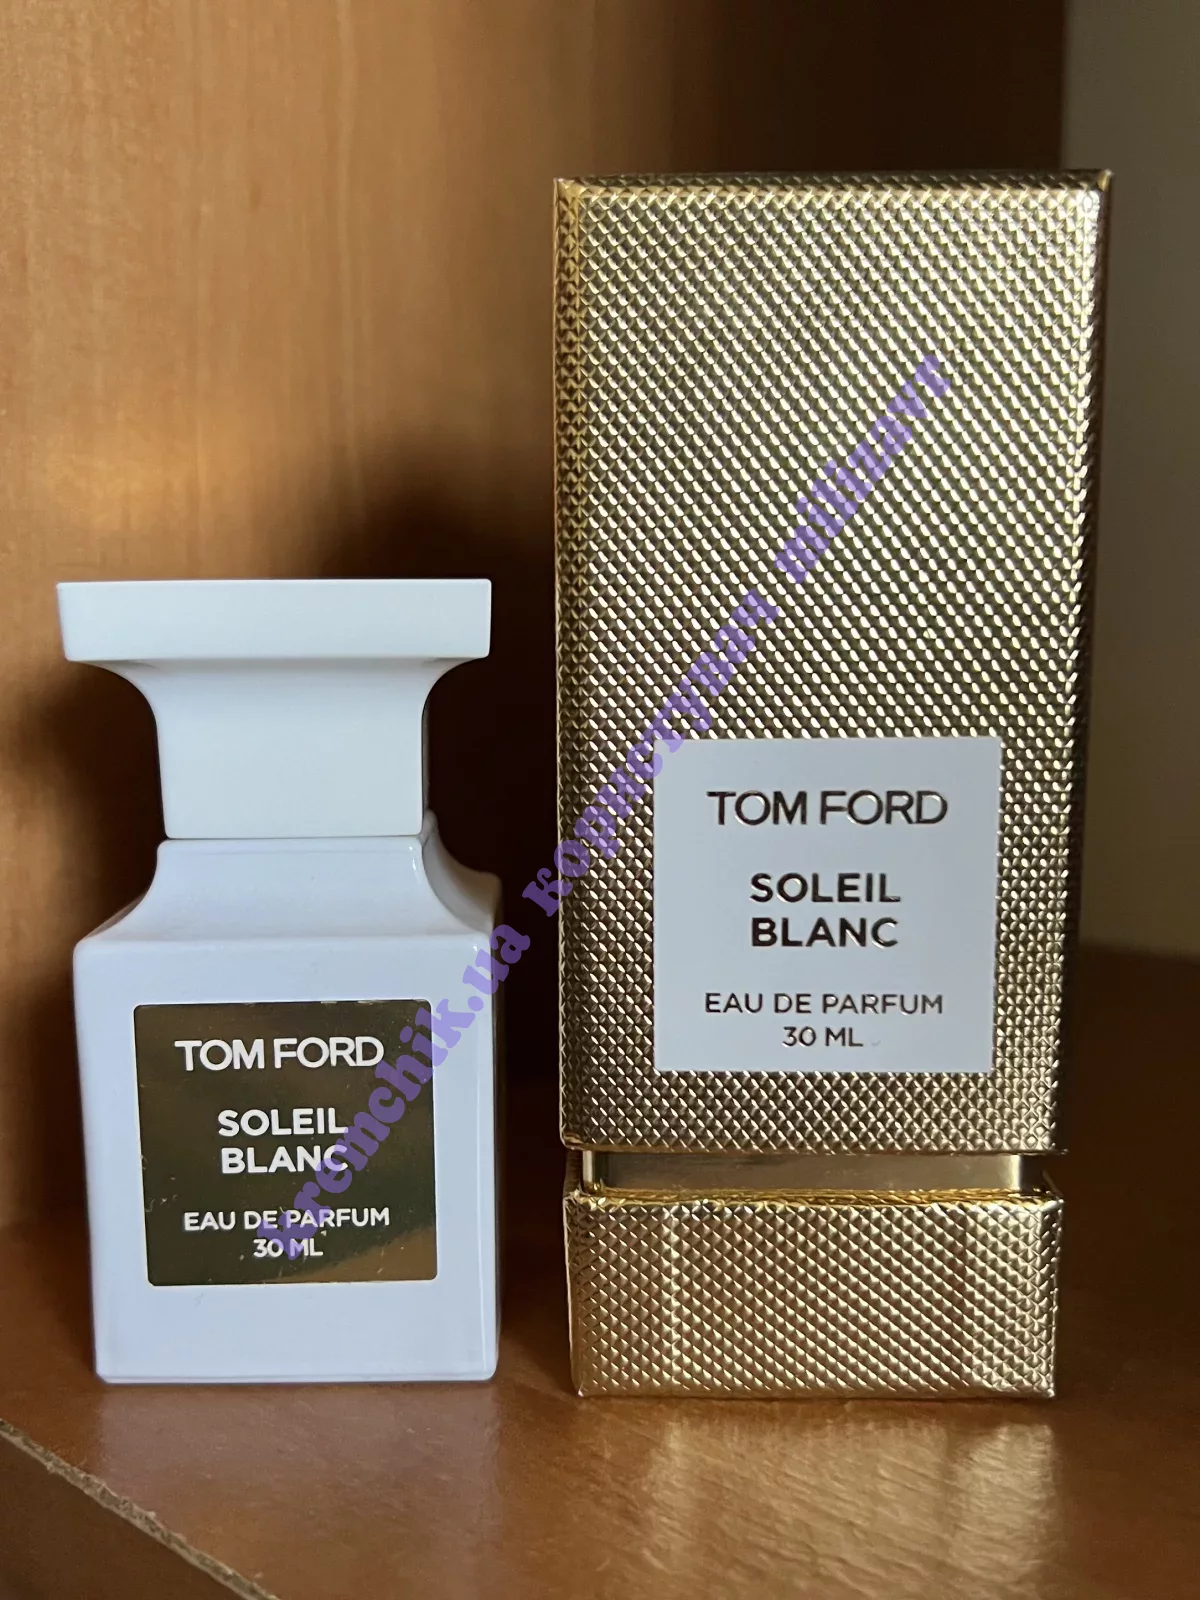 TOM FORD
SOLEIL
BLANC
EAU DE PARFUM
30 ML
TOM FORD
SOLEIL
BLANC
EAU DE PARFUM
30 ML
kremchik.ua користувач milizavr